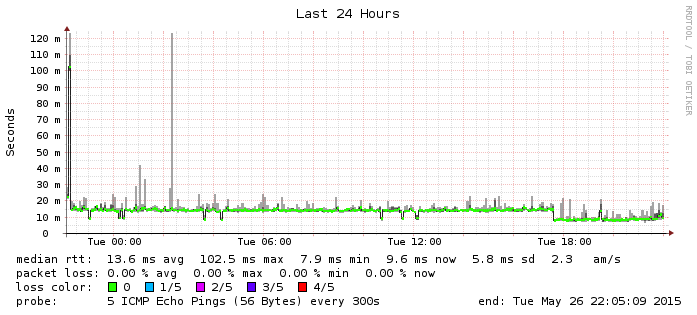 Last 24 Hours
RRDTOOL / TOBI OETIKER
Seconds
120 m
110 m
100 m
90 m
80 m
70 m
60 m
50 m
40 m
30 m
20 m
10 m
0
Tue 00:00 Tue 06:00 Tue 12:00 Tue 18:00
median rtt: 13.6 ms avg 102.5 ms max 7.9 ms min 9.6 ms now 5.8 ms sd 2.3 am/s
packet loss: 0.00 % avg 0.00 % max 0.00 % min 0.00 % now
loss color: 0 1/5 2/5 3/5 4/5
probe: 5 ICMP Echo Pings (56 Bytes) every 300s end: Tue May 26 22:05:09 2015